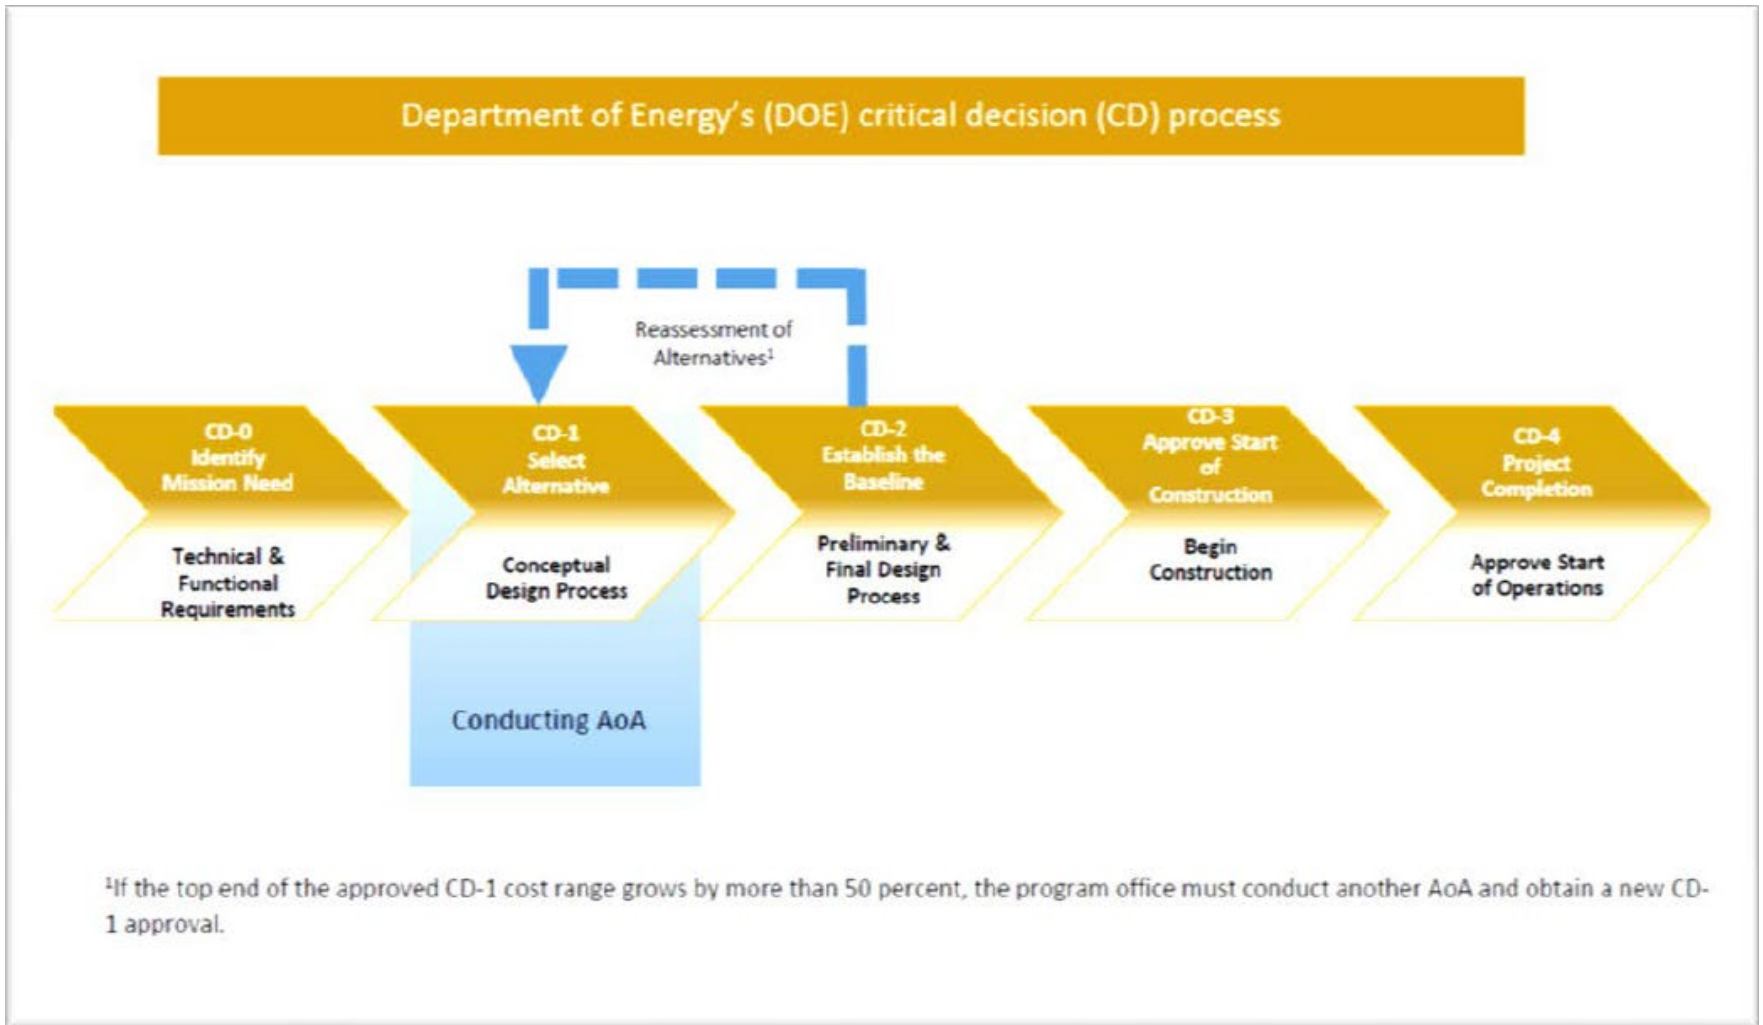 Department of Energy's (DOE) critical decision (CD) process
Reassessment of
Alternatives¹
CD-0
Identify
Mission Need
Technical &
Functional
Requirements
CD-1
Select
Alternative
Conceptual
Design Process
CD-2
Establish the
Baseline
Preliminary &
Final Design
Process
CD-3
Approve Start
of
Construction
Begin
Construction
CD-4
Project
Completion
Approve Start
of Operations
Conducting AoA
¹If the top end of the approved CD-1 cost range grows by more than 50 percent, the program office must conduct another AoA and obtain a new CD-
1 approval.